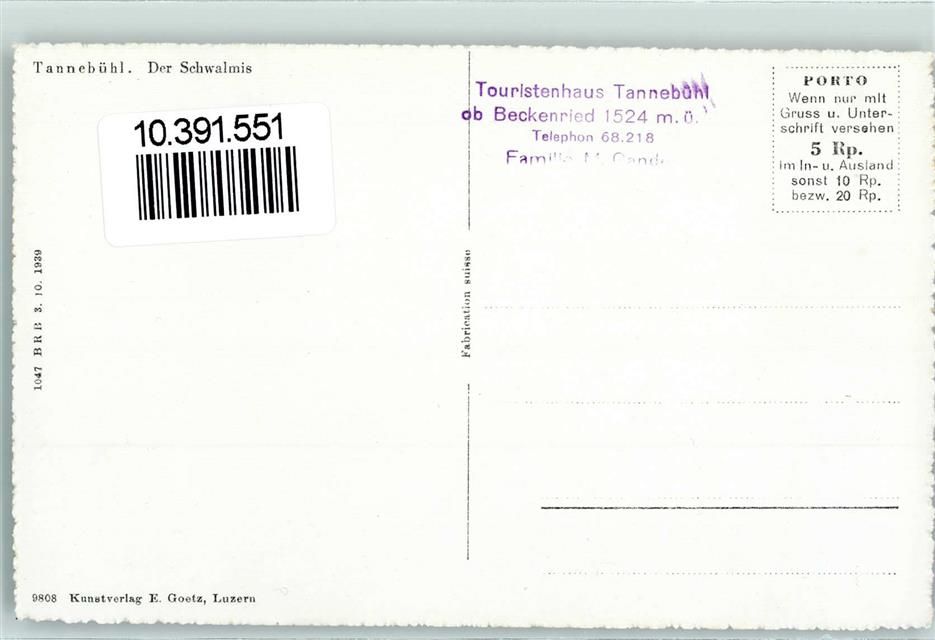 Tannebühl. Der Schwalmis
10.391.551
1047 BRB 3. 10. 1939
9808 Kunstverlag E. Goetz, Luzern
Fabrication suisse
Touristenhaus Tannebühl
ob Beckenried 1524 m. ü.
Telephon 68.218
Familie M.
PORTO
Wenn nur mit
Gruss u. Unter-
schrift versehen
5 Rp.
im In- u. Ausland
sonst 10 Rp.
bezw. 20 Rp.